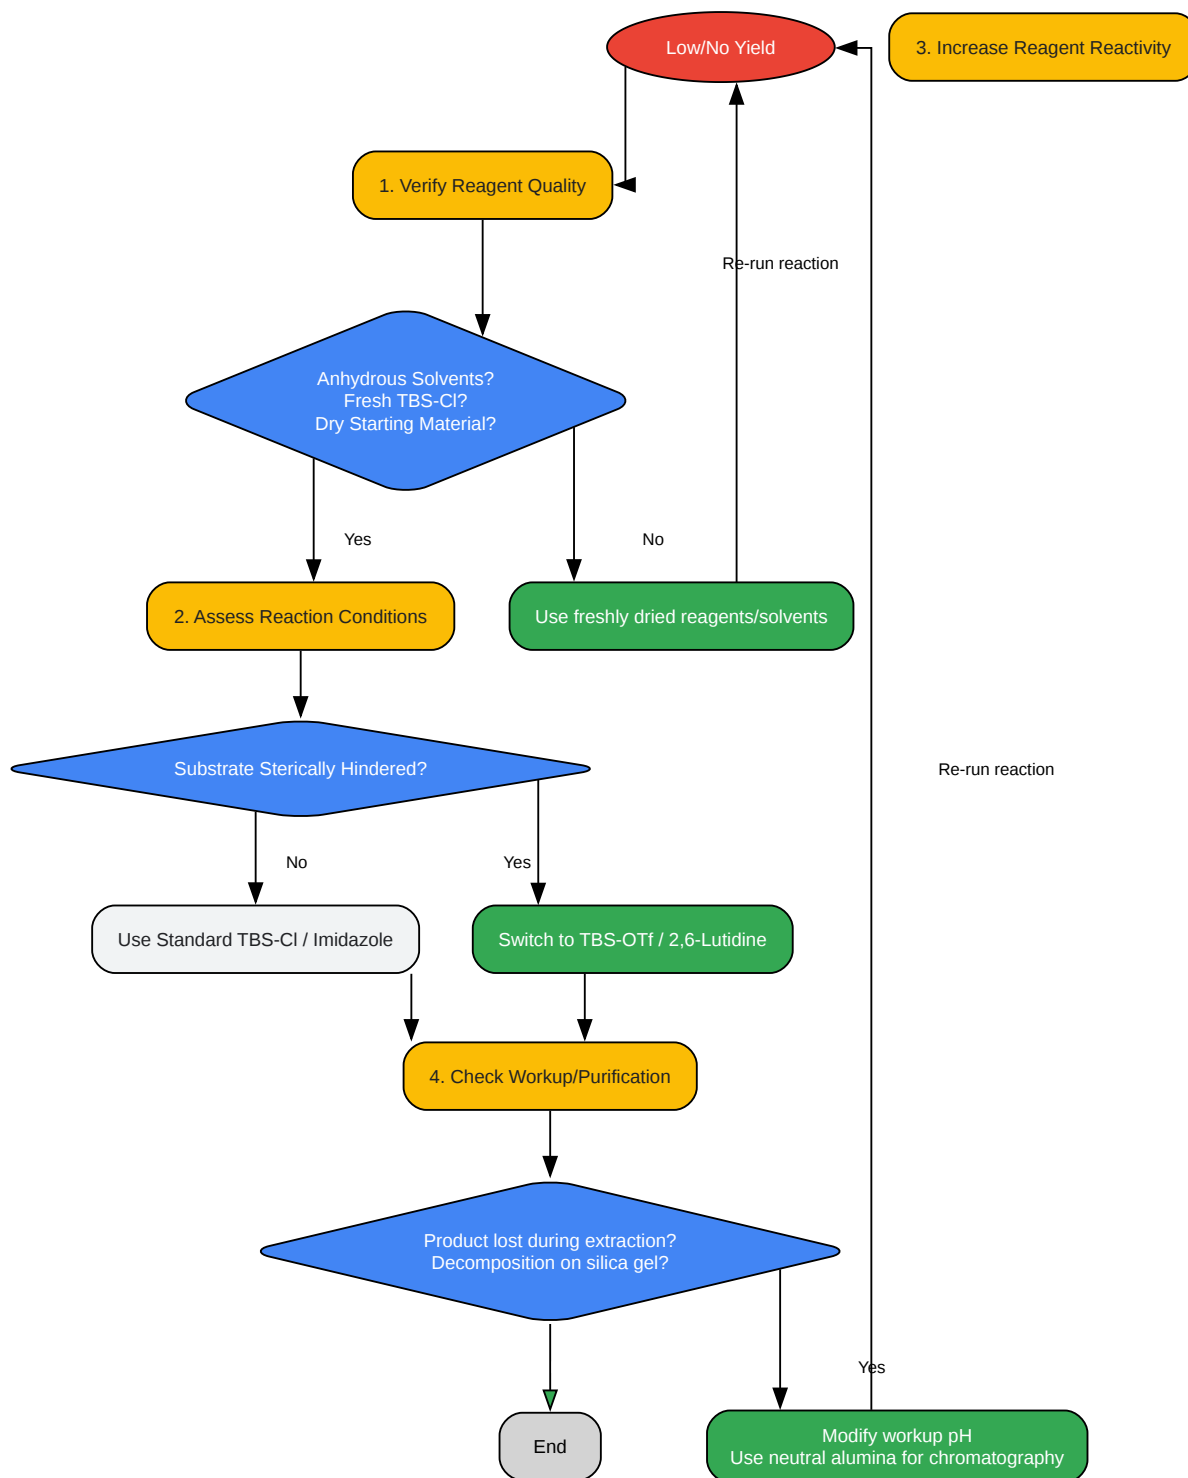 Low/No Yield
3. Increase Reagent Reactivity
1. Verify Reagent Quality
Re-run reaction
Anhydrous Solvents?
Fresh TBS-Cl?
Dry Starting Material?
Yes
No
2. Assess Reaction Conditions
Use freshly dried reagents/solvents
Substrate Sterically Hindered?
Re-run reaction
No
Yes
Use Standard TBS-Cl / Imidazole
Switch to TBS-OTf / 2,6-Lutidine
4. Check Workup/Purification
Product lost during extraction?
Decomposition on silica gel?
Yes
End
Modify workup pH
Use neutral alumina for chromatography